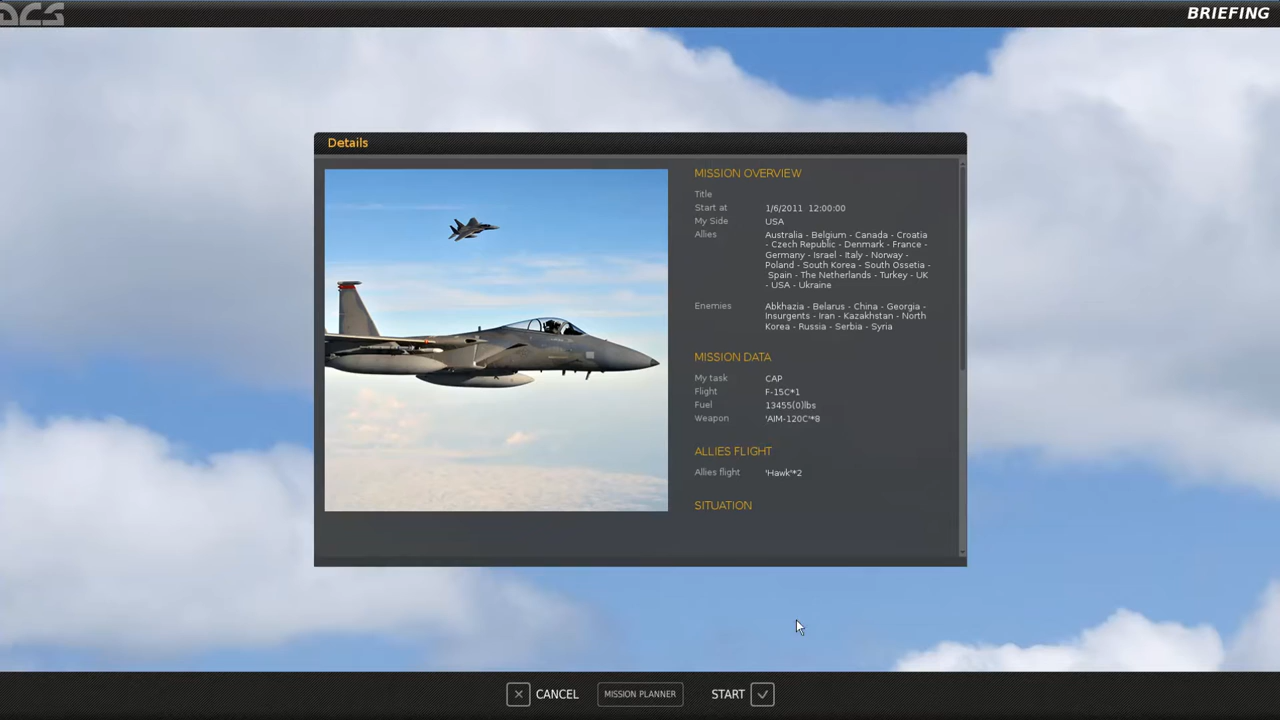 DCS
BRIEFING
Details
MISSION OVERVIEW
Title
Start at 1/6/2011 12:00:00
My Side USA
Allies Australia - Belgium - Canada - Croatia
- Czech Republic - Denmark - France -
Germany - Israel - Italy - Norway -
Poland - South Korea - South Ossetia -
Spain - The Netherlands - Turkey - UK
- USA - Ukraine
Enemies Abkhazia - Belarus - China - Georgia -
Insurgents - Iran - Kazakhstan - North
Korea - Russia - Serbia - Syria
MISSION DATA
My task CAP
Flight F-15C*1
Fuel 13455(0)lbs
Weapon 'AIM-120C'*8
ALLIES FLIGHT
Allies flight 'Hawk'*2
SITUATION
CANCEL MISSION PLANNER START